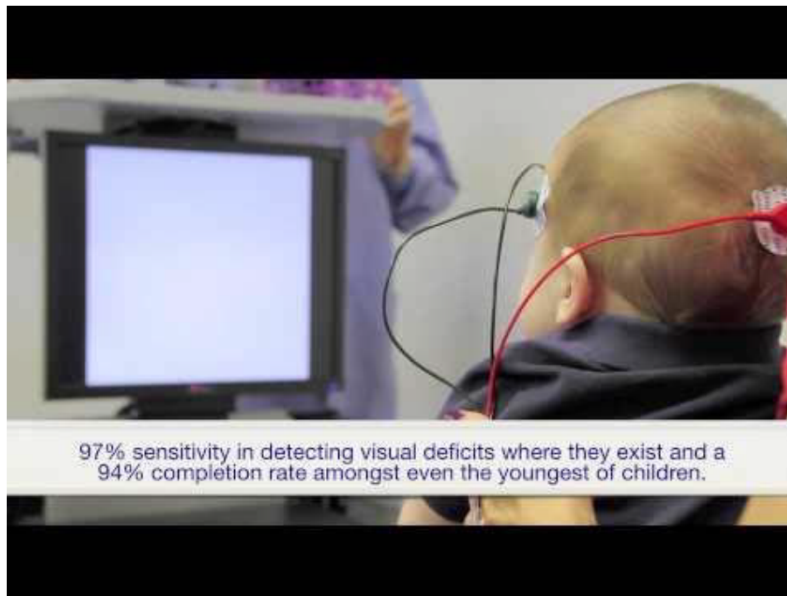 97% sensitivity in detecting visual deficits where they exist and a
94% completion rate amongst even the youngest of children.